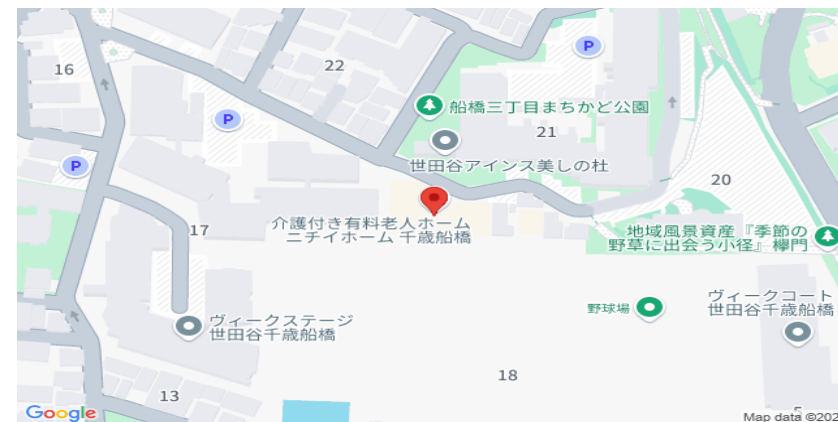 16
22
P
船橋三丁目まちかど公園
P
21
世田谷アインス美しの杜
P
20
介護付き有料老人ホーム
ニチイホーム 千歳船橋
17
地域風景資産『季節の
野草に出会う小径』欅門
ヴィークステージ
世田谷千歳船橋
野球場
ヴィークコート
世田谷千歳船橋
18
13
5
Google
Map data ©202